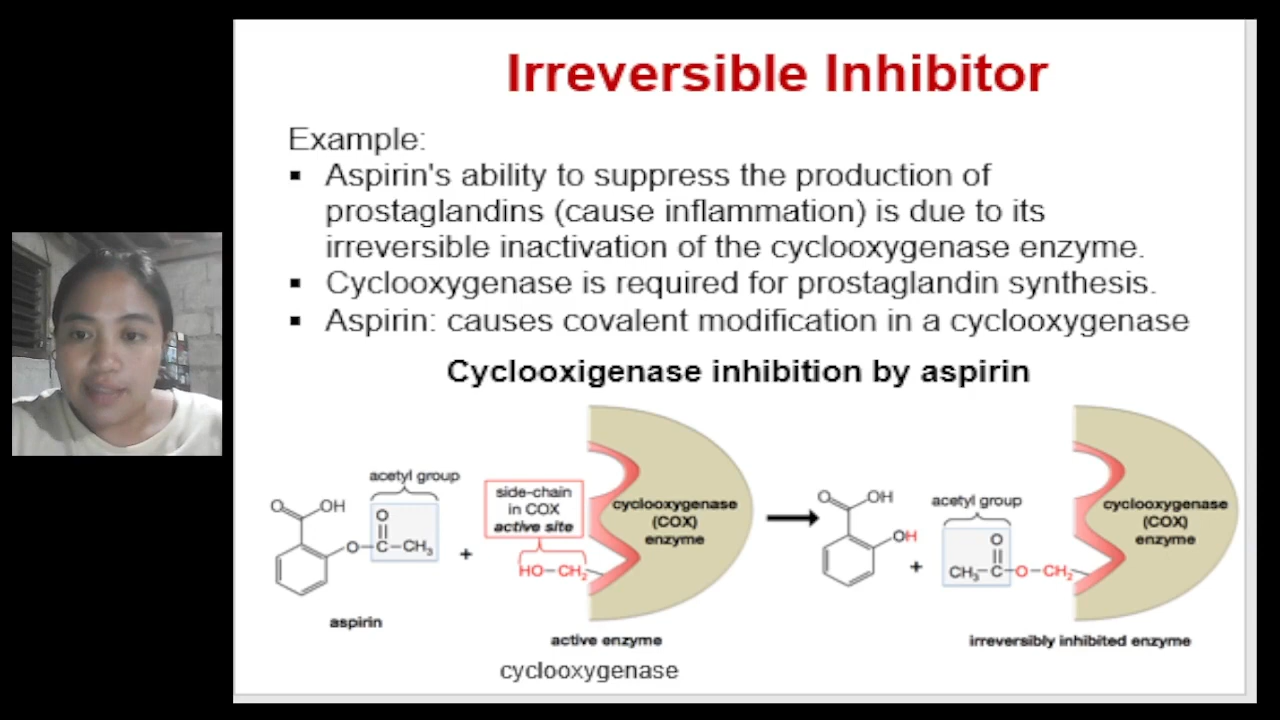 Irreversible Inhibitor
Example:
▪ Aspirin's ability to suppress the production of
prostaglandins (cause inflammation) is due to its
irreversible inactivation of the cyclooxygenase enzyme.
▪ Cyclooxygenase is required for prostaglandin synthesis.
▪ Aspirin: causes covalent modification in a cyclooxygenase
Cyclooxigenase inhibition by aspirin
acetyl group
O
OH
O
O–C–CH₃
aspirin
+
side-chain
in COX
active site
HO–CH₂
cyclooxygenase
(COX)
enzyme
active enzyme
cyclooxygenase
O
OH
OH
+
acetyl group
O
CH₃–C–O–CH₂
cyclooxygenase
(COX)
enzyme
irreversibly inhibited enzyme